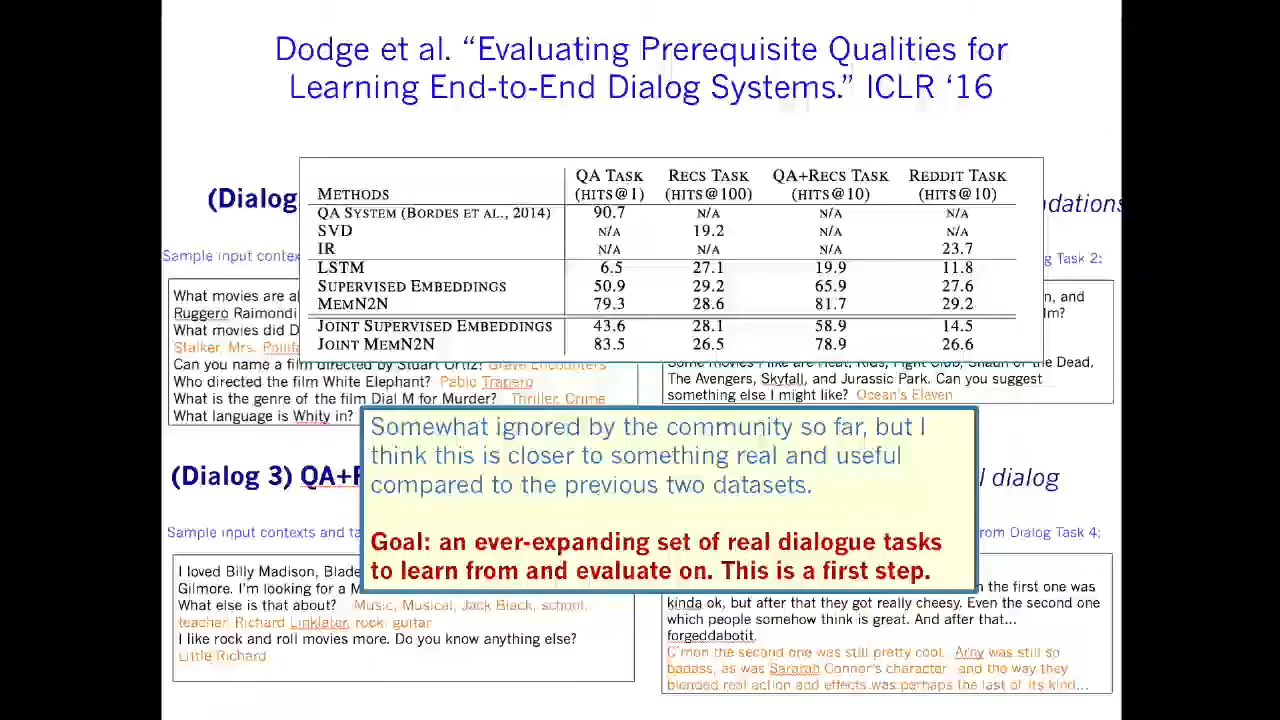 Dodge et al. “Evaluating Prerequisite Qualities for
Learning End-to-End Dialog Systems.” ICLR ‘16
(Dialog
dations
Sample input contex
g Task 2:
METHODS QA TASK (HITS@1) RECS TASK (HITS@100) QA+RECS TASK (HITS@10) REDDIT TASK (HITS@10)
QA SYSTEM (BORDES ET AL., 2014) 90.7 N/A N/A N/A
SVD N/A 19.2 N/A N/A
IR N/A N/A N/A 23.7
LSTM 6.5 27.1 19.9 11.8
SUPERVISED EMBEDDINGS 50.9 29.2 65.9 27.6
MEMN2N 79.3 28.6 81.7 29.2
JOINT SUPERVISED EMBEDDINGS 43.6 28.1 58.9 14.5
JOINT MEMN2N 83.5 26.5 78.9 26.6
What movies are a
Ruggero Raimondi
What movies did D
Stalker, Mrs.
Can you name a film directed by Stuart Ortiz? Grave Encounters
Who directed the film White Elephant? Pablo Trapero
What is the genre of the film Dial M for Murder? Thriller, Crime
What language is Whity in?
n, and
lm?
Some movies I like are Heat, Kids, Fight Club, Shaun of the Dead,
The Avengers, Skyfall, and Jurassic Park. Can you suggest
something else I might like? Ocean's Eleven
Somewhat ignored by the community so far, but I
think this is closer to something real and useful
compared to the previous two datasets.
Goal: an ever-expanding set of real dialogue tasks
to learn from and evaluate on. This is a first step.
(Dialog 3) QA+
l dialog
Sample input contexts and ta
rom Dialog Task 4:
I loved Billy Madison, Blade
Gilmore. I'm looking for a M
What else is that about? Music, Musical, Jack Black, school,
teacher, Richard Linklater, rock, guitar
I like rock and roll movies more. Do you know anything else?
Little Richard
the first one was
kinda ok, but after that they got really cheesy. Even the second one
which people somehow think is great. And after that...
forgeddabotit.
C'mon the second one was still pretty cool. Arny was still so
badass, as was Sararah Connor's character.. and the way they
blended real action and effects was perhaps the last of its kind...